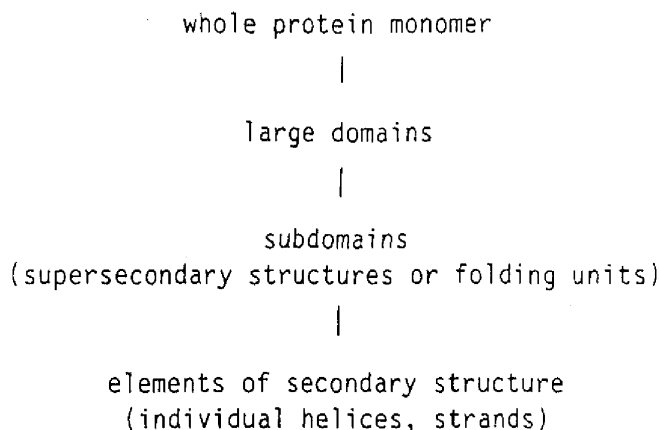 whole protein monomer
large domains
subdomains
(supersecondary structures or folding units)
elements of secondary structure
(individual helices, strands)